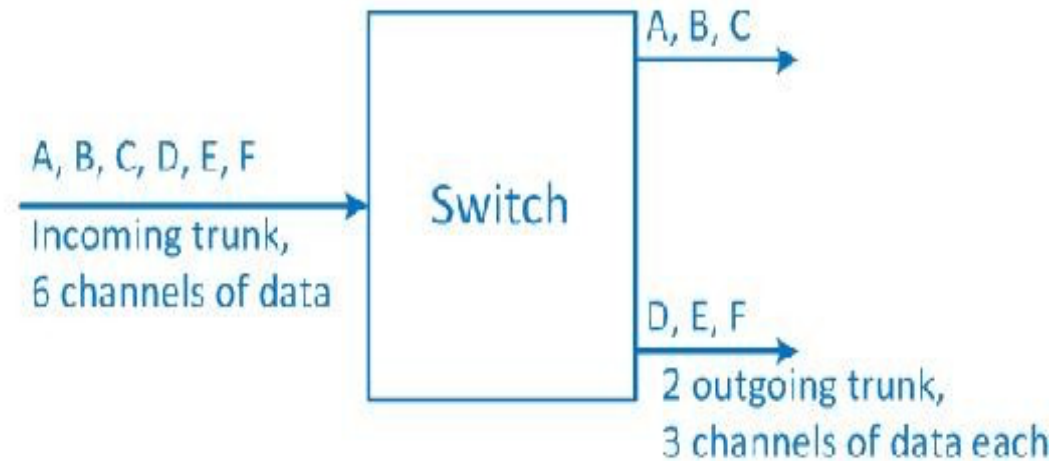 A, B, C
A, B, C, D, E, F
Incoming trunk,
6 channels of data
Switch
D, E, F
2 outgoing trunk,
3 channels of data each